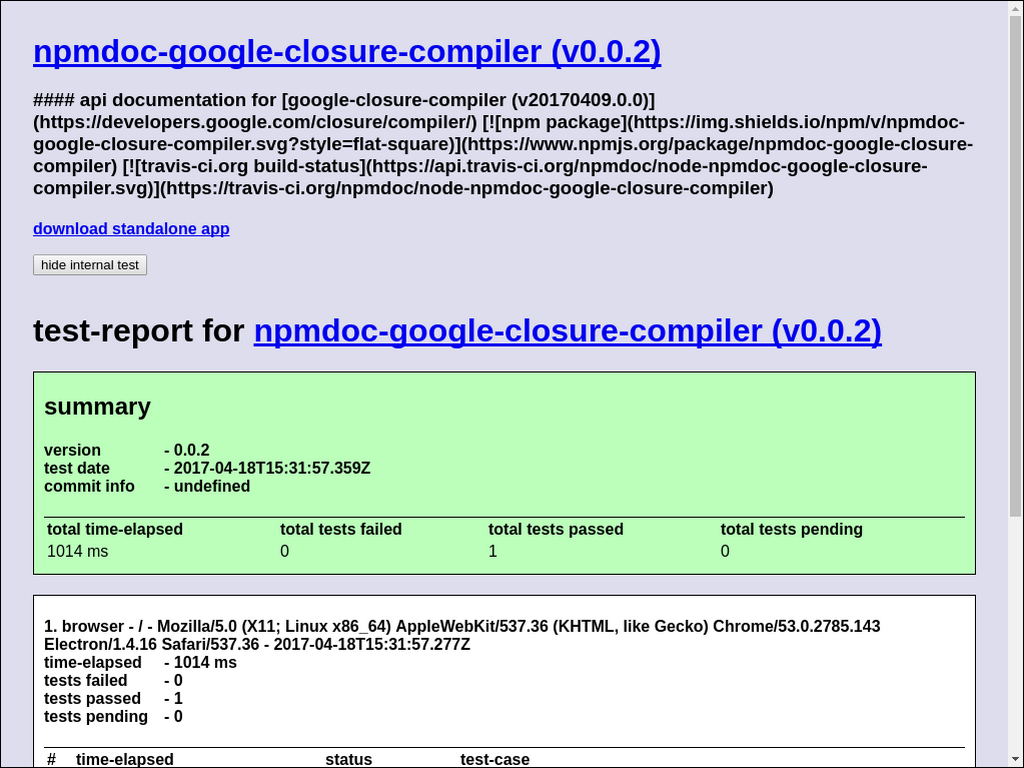 npmdoc-google-closure-compiler (v0.0.2)
#### api documentation for [google-closure-compiler (v20170409.0.0)]
(https://developers.google.com/closure/compiler/) [![npm package](https://img.shields.io/npm/v/npmdoc-
google-closure-compiler.svg?style=flat-square)](https://www.npmjs.org/package/npmdoc-google-closure-
compiler) [![travis-ci.org build-status](https://api.travis-ci.org/npmdoc/node-npmdoc-google-closure-
compiler.svg)](https://travis-ci.org/npmdoc/node-npmdoc-google-closure-compiler)
download standalone app
hide internal test
test-report for npmdoc-google-closure-compiler (v0.0.2)
summary
version - 0.0.2
test date - 2017-04-18T15:31:57.359Z
commit info - undefined
total time-elapsed total tests failed total tests passed total tests pending
1014 ms 0 1 0
1. browser - / - Mozilla/5.0 (X11; Linux x86_64) AppleWebKit/537.36 (KHTML, like Gecko) Chrome/53.0.2785.143
Electron/1.4.16 Safari/537.36 - 2017-04-18T15:31:57.277Z
time-elapsed - 1014 ms
tests failed - 0
tests passed - 1
tests pending - 0
# time-elapsed status test-case